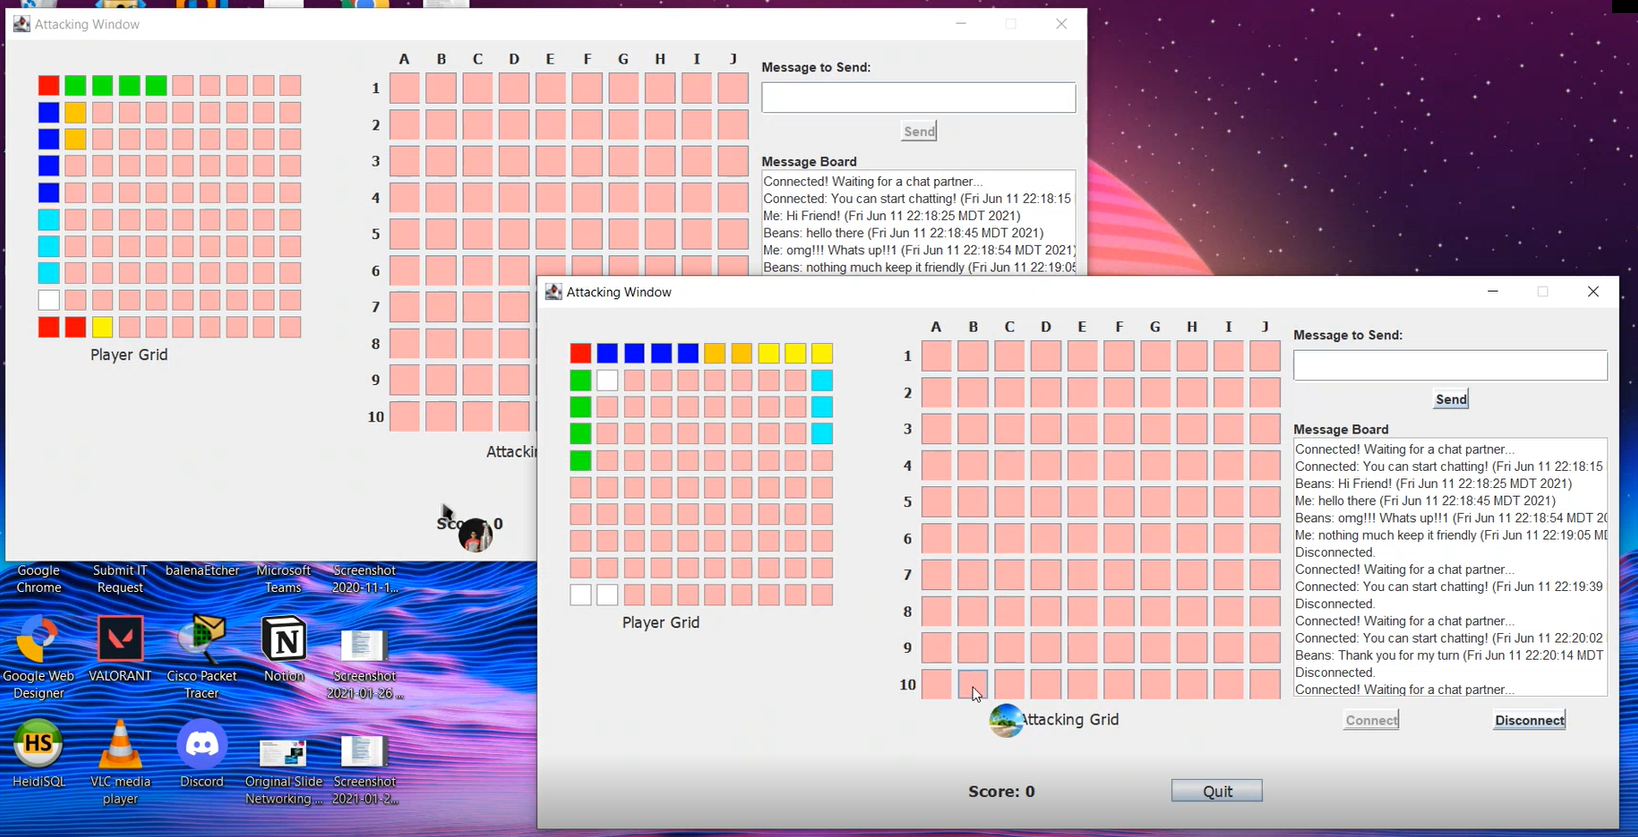 Attacking Window
A B C D E F G H I J
1
2
3
4
5
6
7
8
9
10
Player Grid
Attacki
Message to Send:
Send
Message Board
Connected! Waiting for a chat partner...
Connected: You can start chatting! (Fri Jun 11 22:18:15
Me: Hi Friend! (Fri Jun 11 22:18:25 MDT 2021)
Beans: hello there (Fri Jun 11 22:18:45 MDT 2021)
Me: omg!!! Whats up!!1 (Fri Jun 11 22:18:54 MDT 2021)
Beans: nothing much keep it friendly (Fri Jun 11 22:19:05
0
Attacking Window
A B C D E F G H I J
1
2
3
4
5
6
7
8
9
10
Player Grid
Attacking Grid
Score: 0
Quit
Message to Send:
Send
Message Board
Connected! Waiting for a chat partner...
Connected: You can start chatting! (Fri Jun 11 22:18:15
Beans: Hi Friend! (Fri Jun 11 22:18:25 MDT 2021)
Me: hello there (Fri Jun 11 22:18:45 MDT 2021)
Beans: omg!!! Whats up!!1 (Fri Jun 11 22:18:54 MDT 20
Me: nothing much keep it friendly (Fri Jun 11 22:19:05 M
Disconnected.
Connected! Waiting for a chat partner...
Connected: You can start chatting! (Fri Jun 11 22:19:39
Disconnected.
Connected! Waiting for a chat partner...
Connected: You can start chatting! (Fri Jun 11 22:20:02
Beans: Thank you for my turn (Fri Jun 11 22:20:14 MDT
Disconnected.
Connected! Waiting for a chat partner...
Connect
Disconnect
Google
Chrome
Submit IT
Request
balenaEtcher
Microsoft
Teams
Screenshot
2020-11-1...
Google Web
Designer
VALORANT
Cisco Packet
Tracer
Notion
Screenshot
2021-01-26...
HS
HeidiSQL
VLC media
player
Discord
Original Slide
Networking...
Screenshot
2021-01-2...